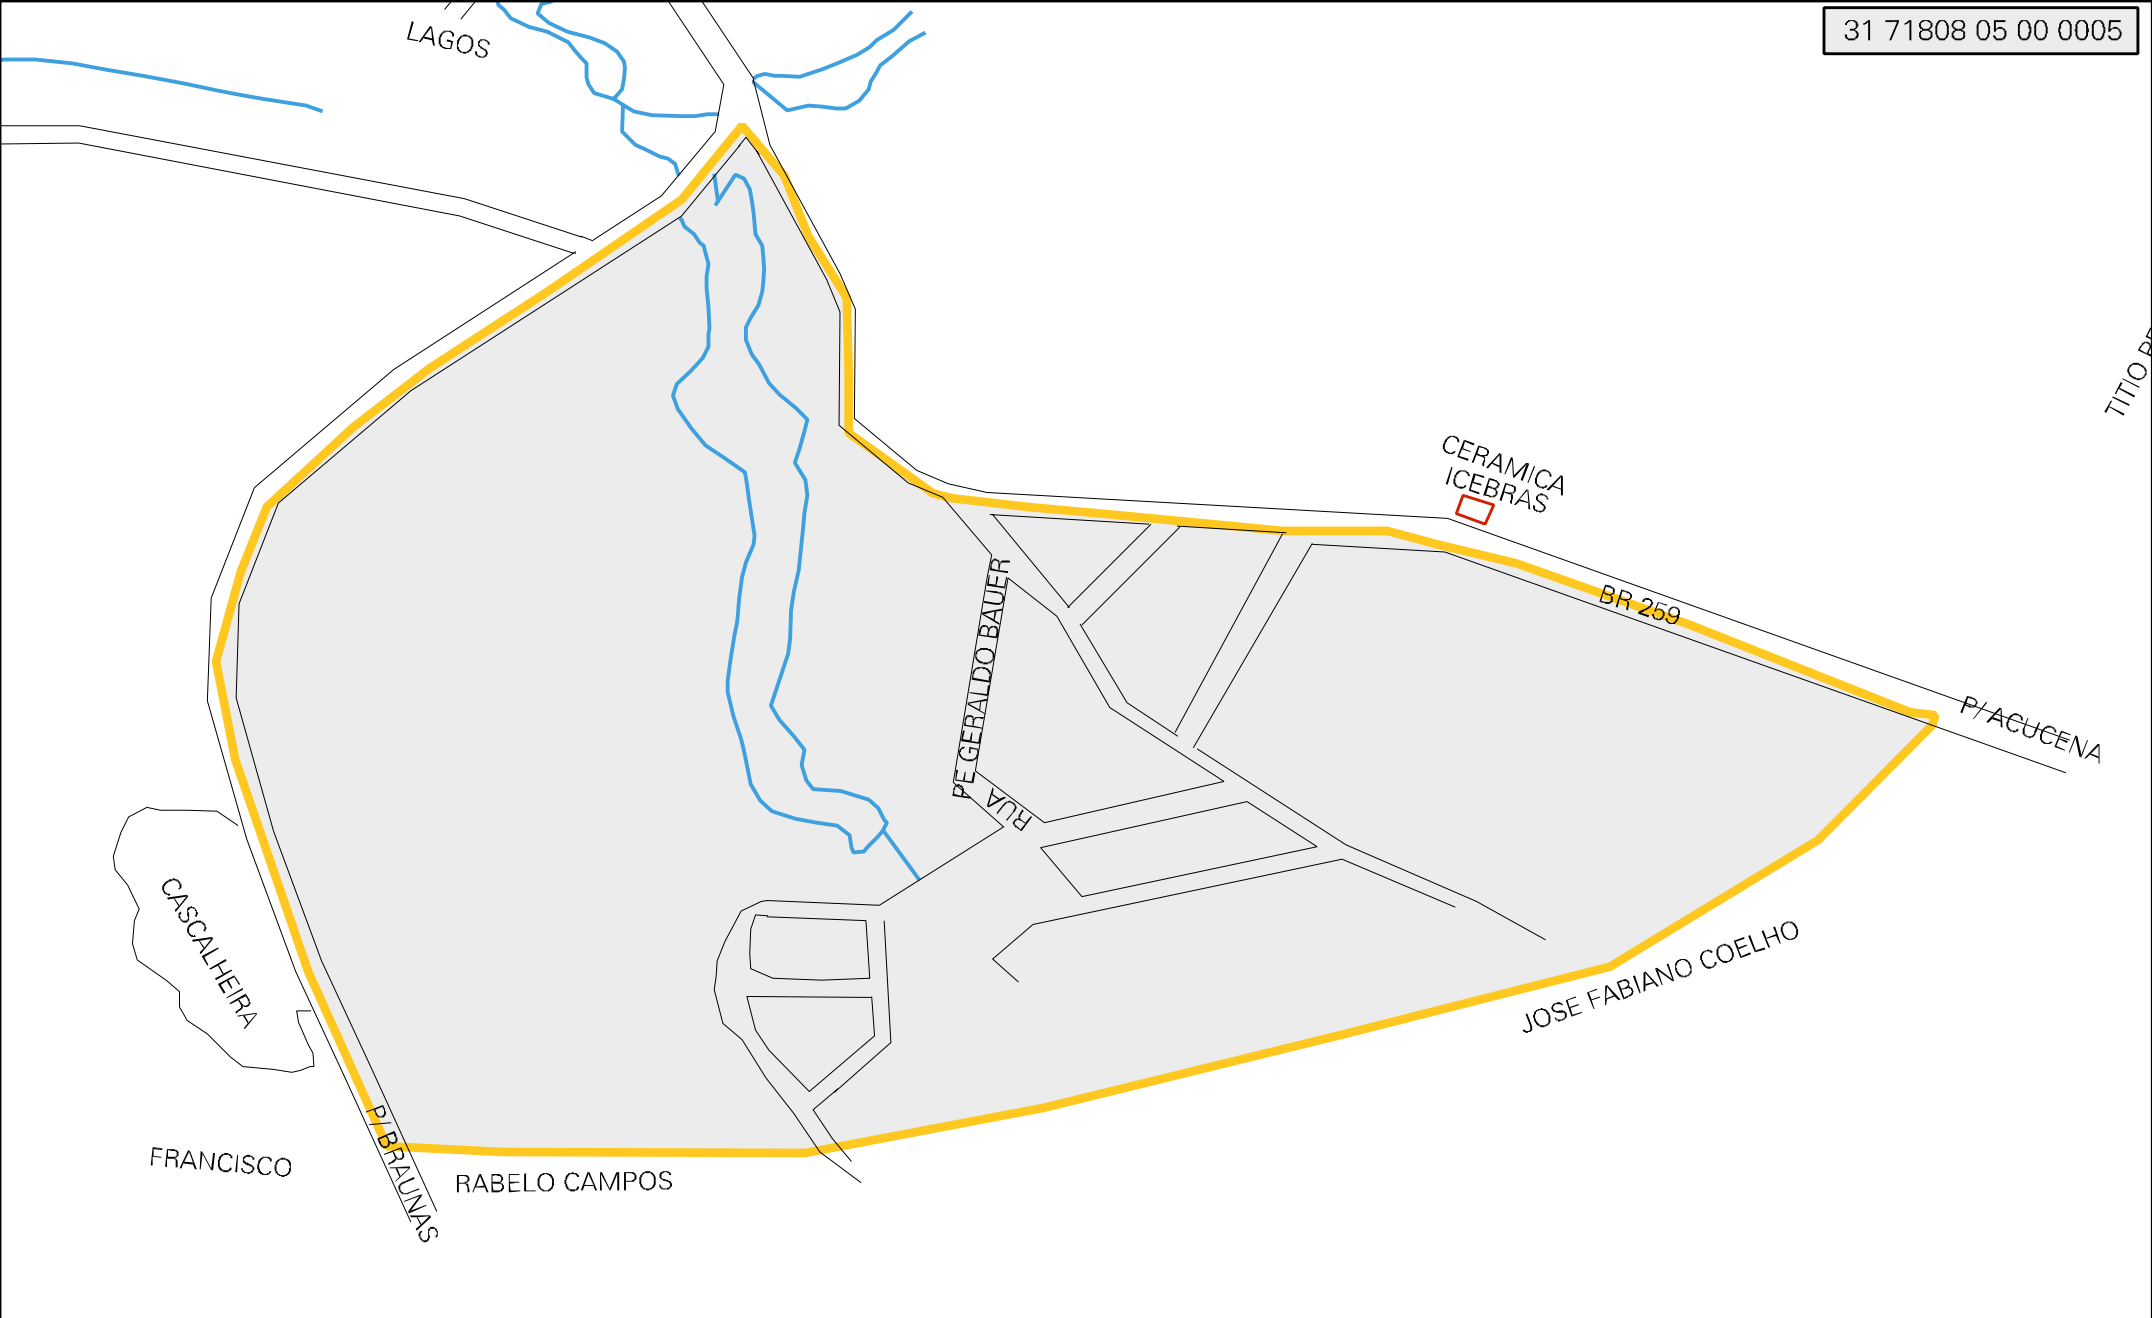 LAGOS
31 71808 05 00 0005
TITIO
CERAMICA
ICEBRAS
BR 259
P/ ACUCENA
RUA PE GERALDO BAUER
CASCALHEIRA
JOSE FABIANO COELHO
P/ BRAUNAS
FRANCISCO
RABELO CAMPOS